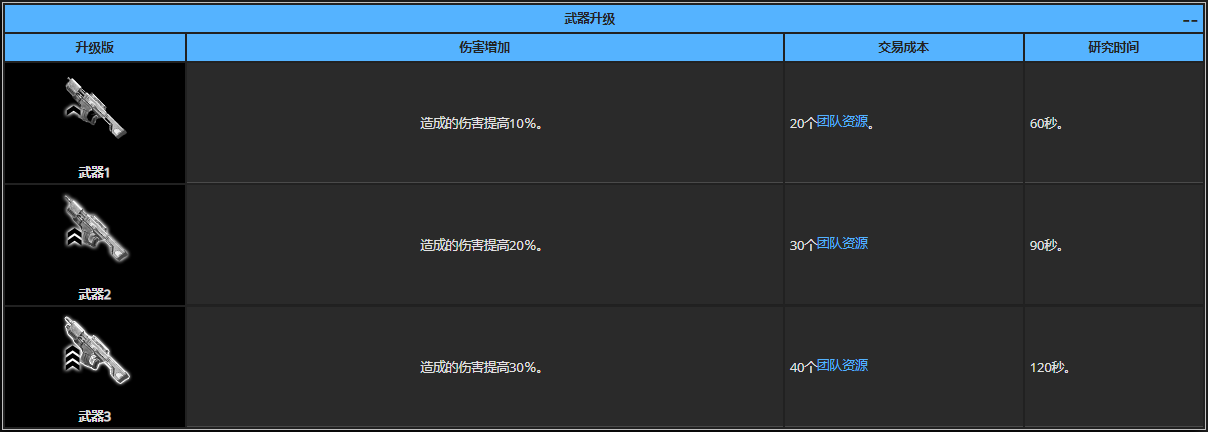 武器升级
--
升级版 伤害增加 交易成本 研究时间
武器1
造成的伤害提高10%。
20个团队资源。
60秒。
武器2
造成的伤害提高20%。
30个团队资源
90秒。
武器3
造成的伤害提高30%。
40个团队资源
120秒。